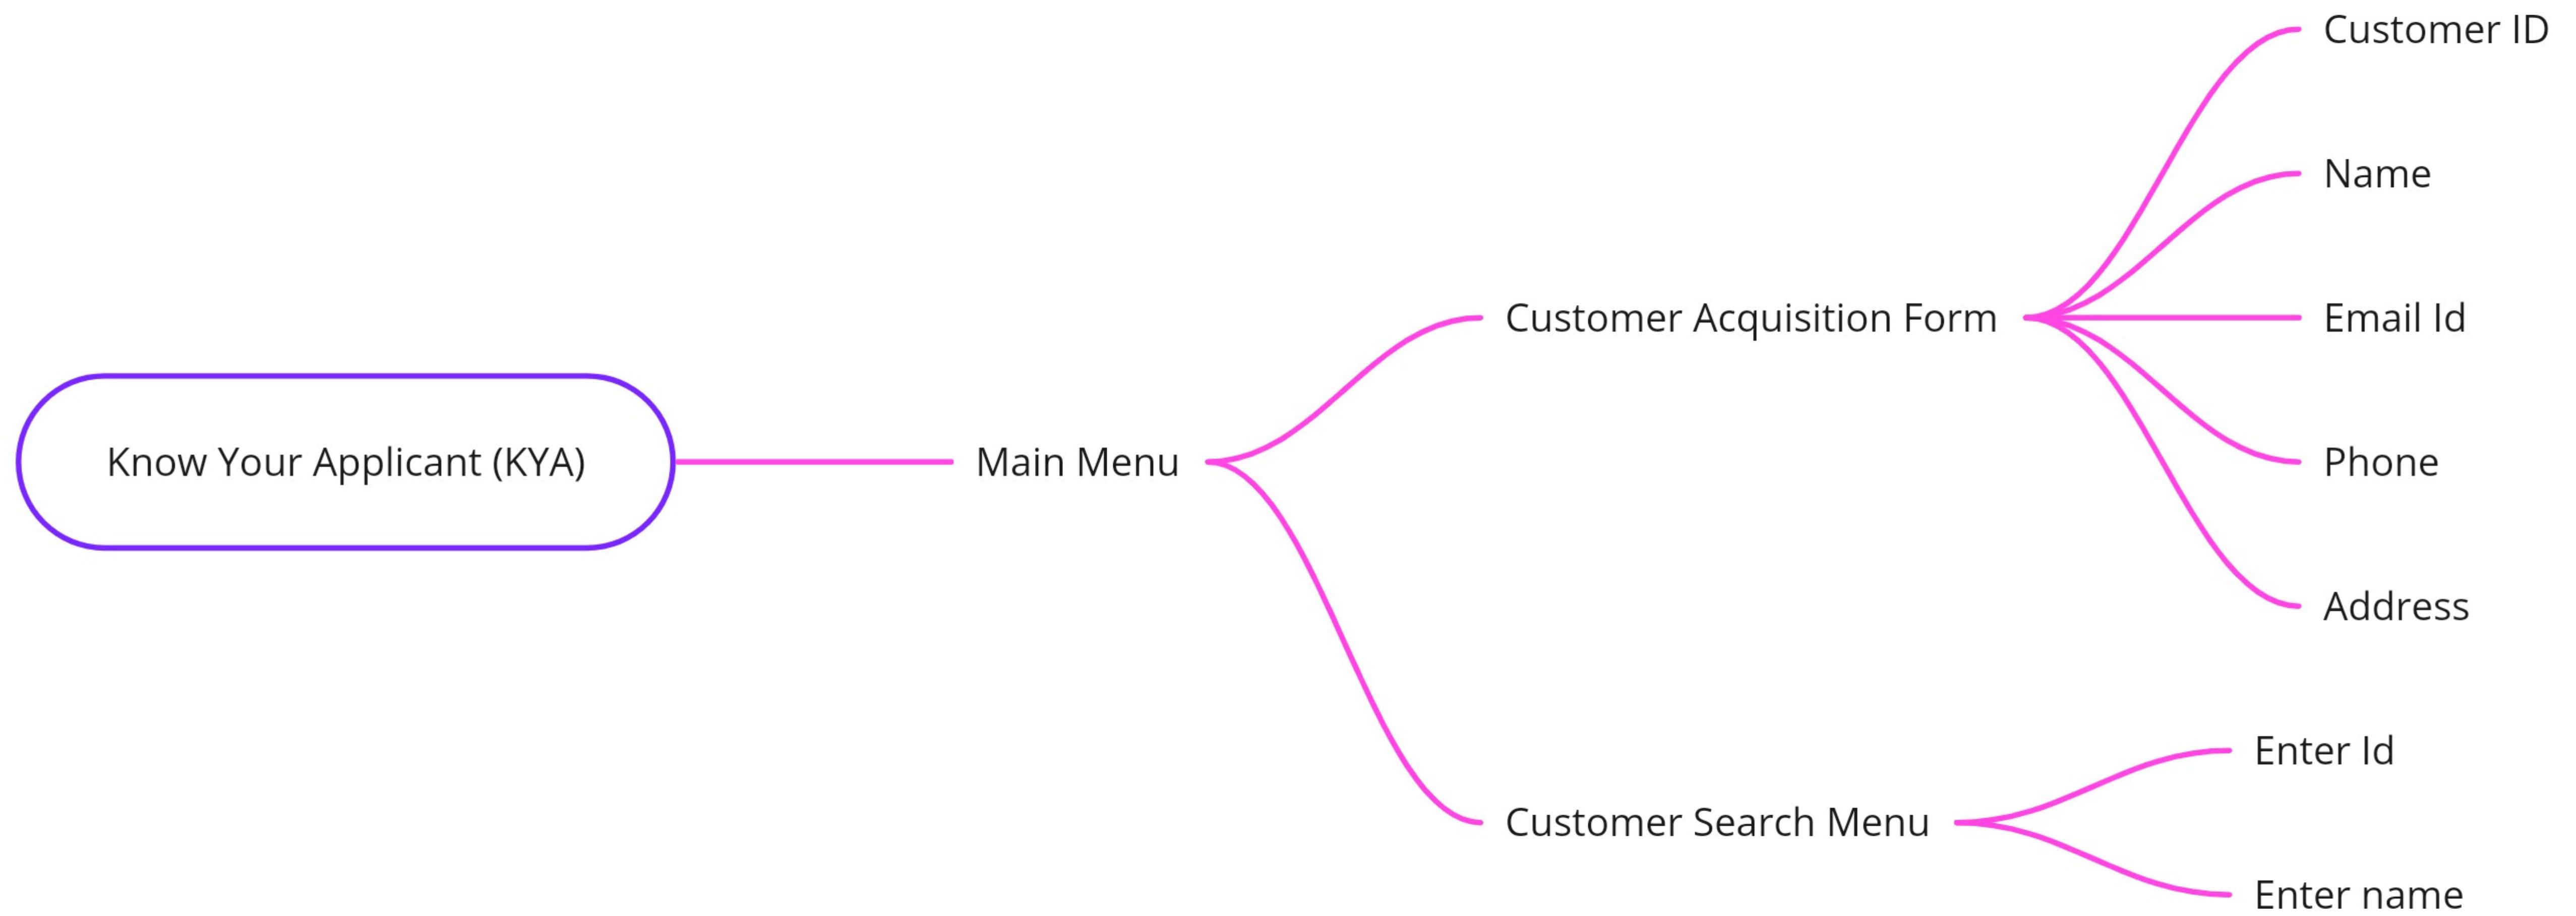 Know Your Applicant (KYA)
Main Menu
Customer Acquisition Form
Customer ID
Name
Email Id
Phone
Address
Customer Search Menu
Enter Id
Enter name